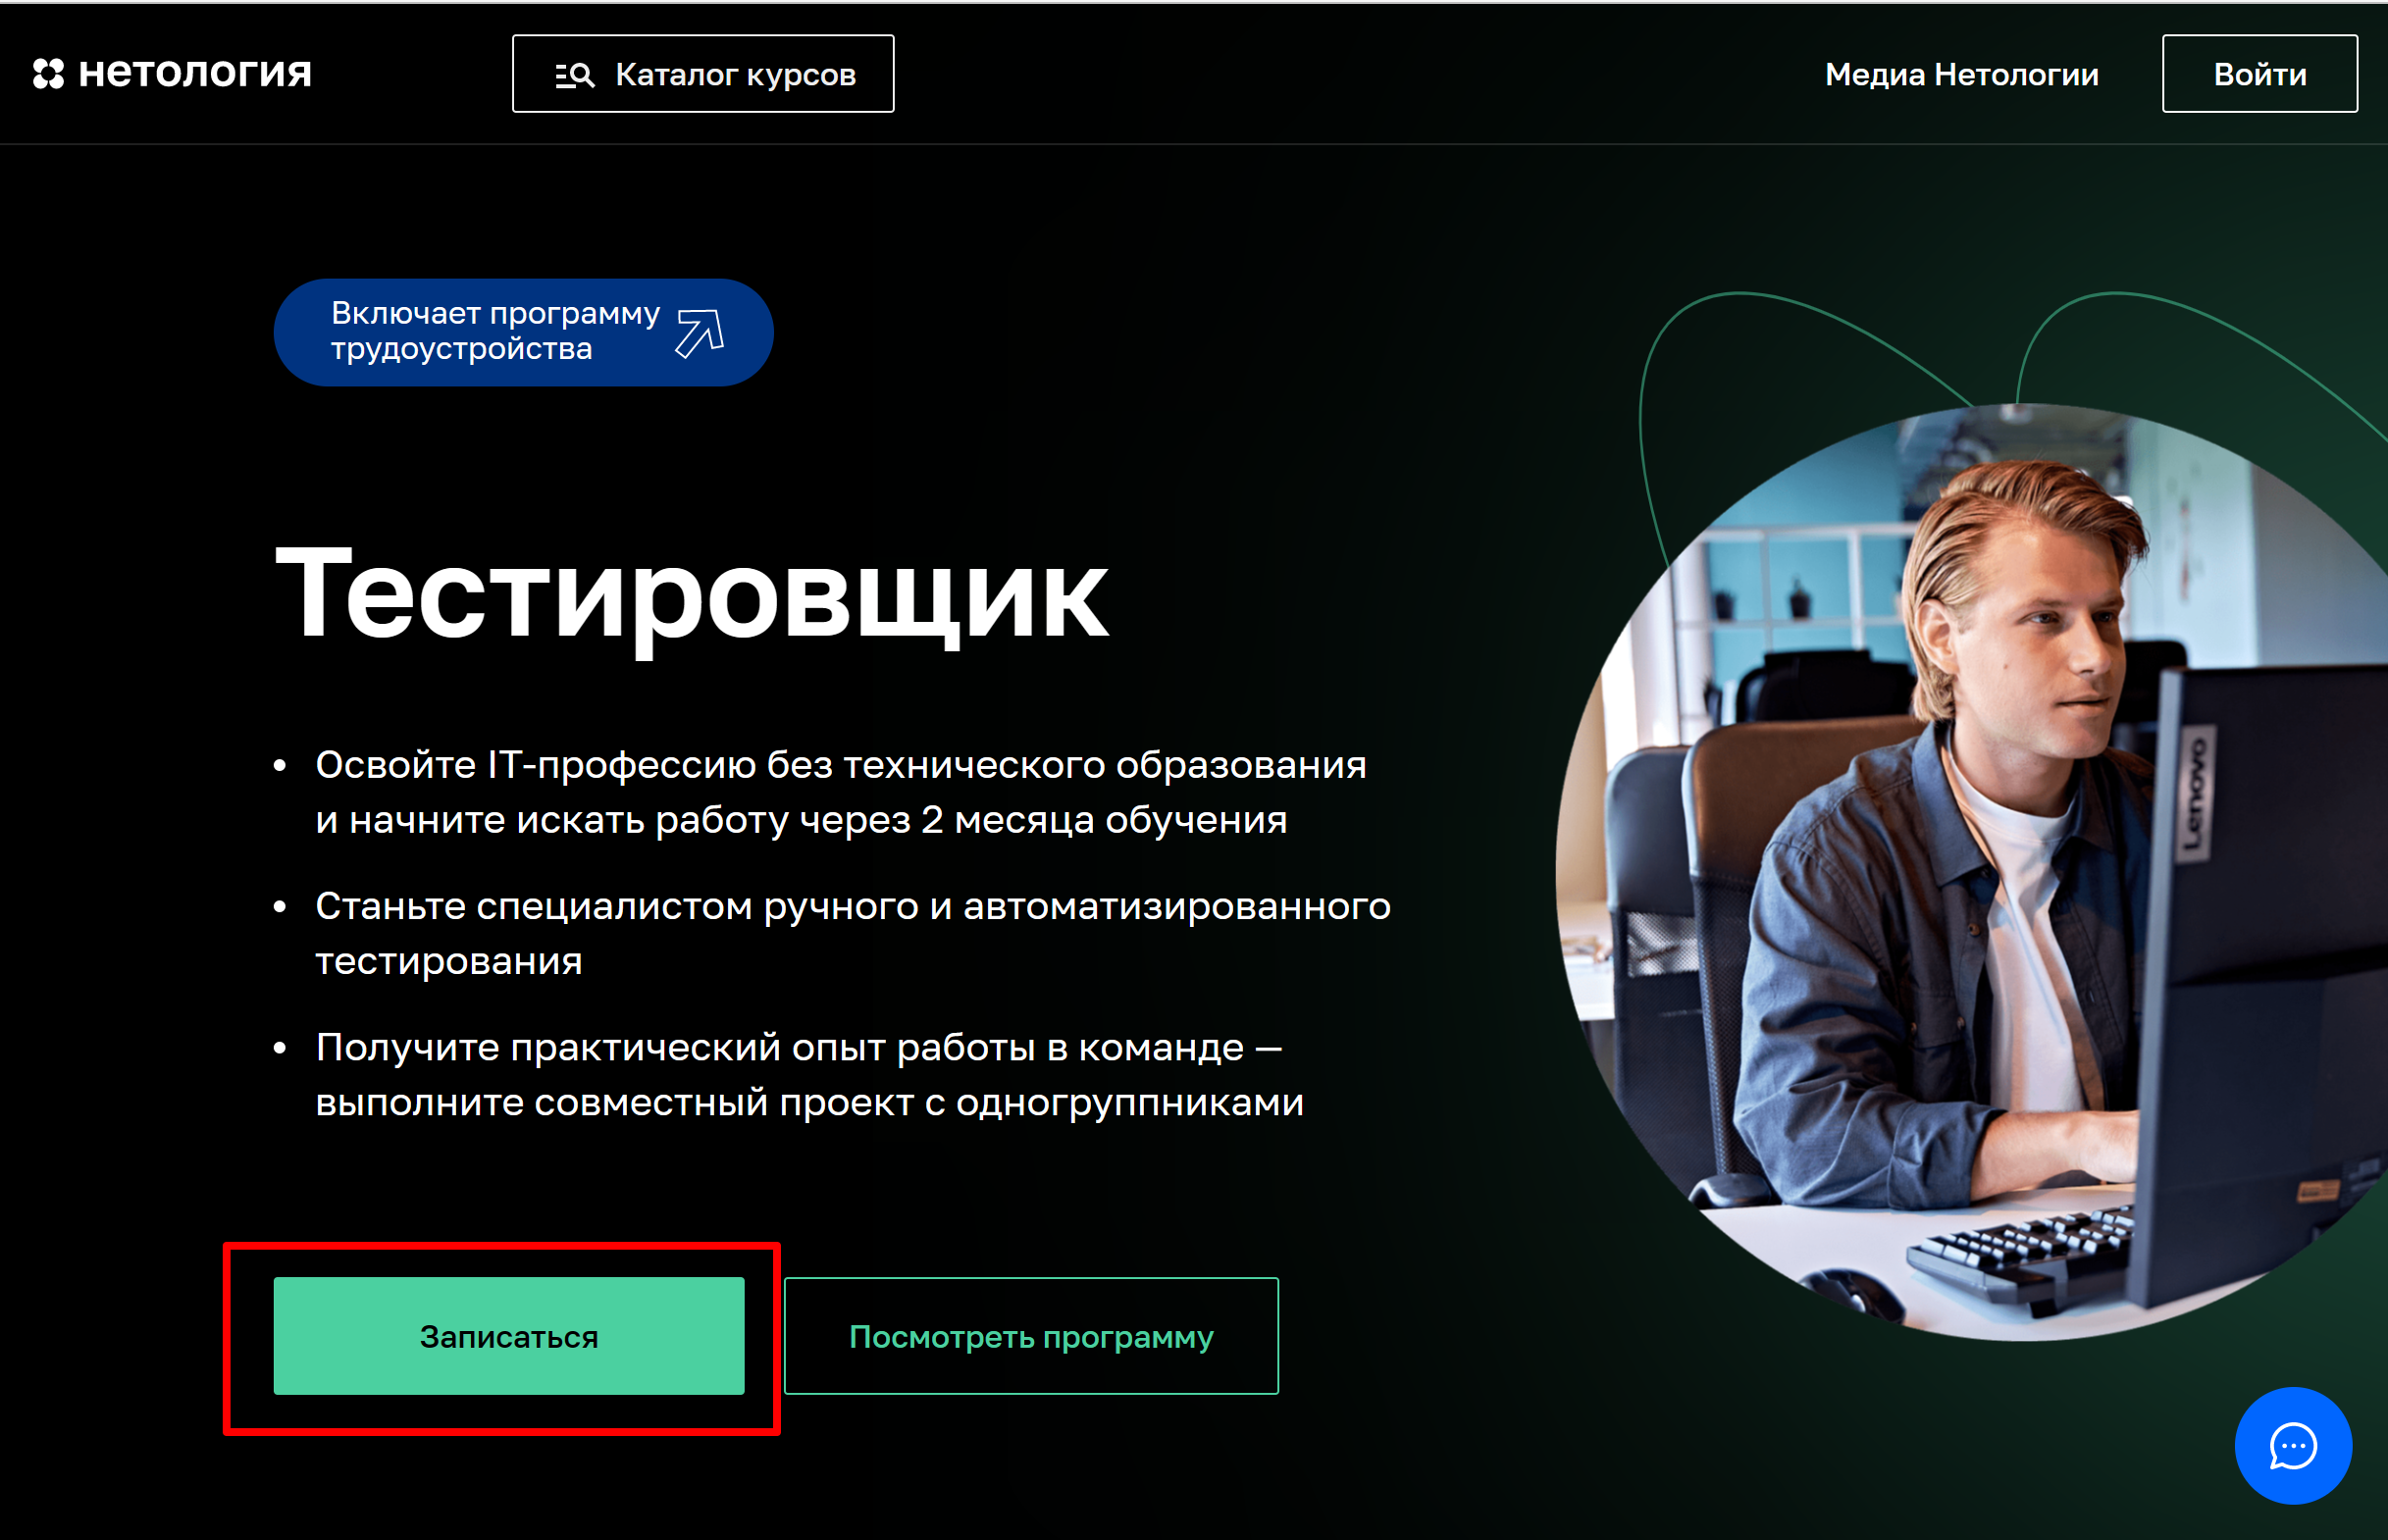 нетология
Каталог курсов
Медиа Нетологии
Войти
Включает программу
трудоустройства
Тестировщик
• Освойте IT-профессию без технического образования
и начните искать работу через 2 месяца обучения
• Станьте специалистом ручного и автоматизированного
тестирования
• Получите практический опыт работы в команде —
выполните совместный проект с одногруппниками
Lenovo
Записаться
Посмотреть программу